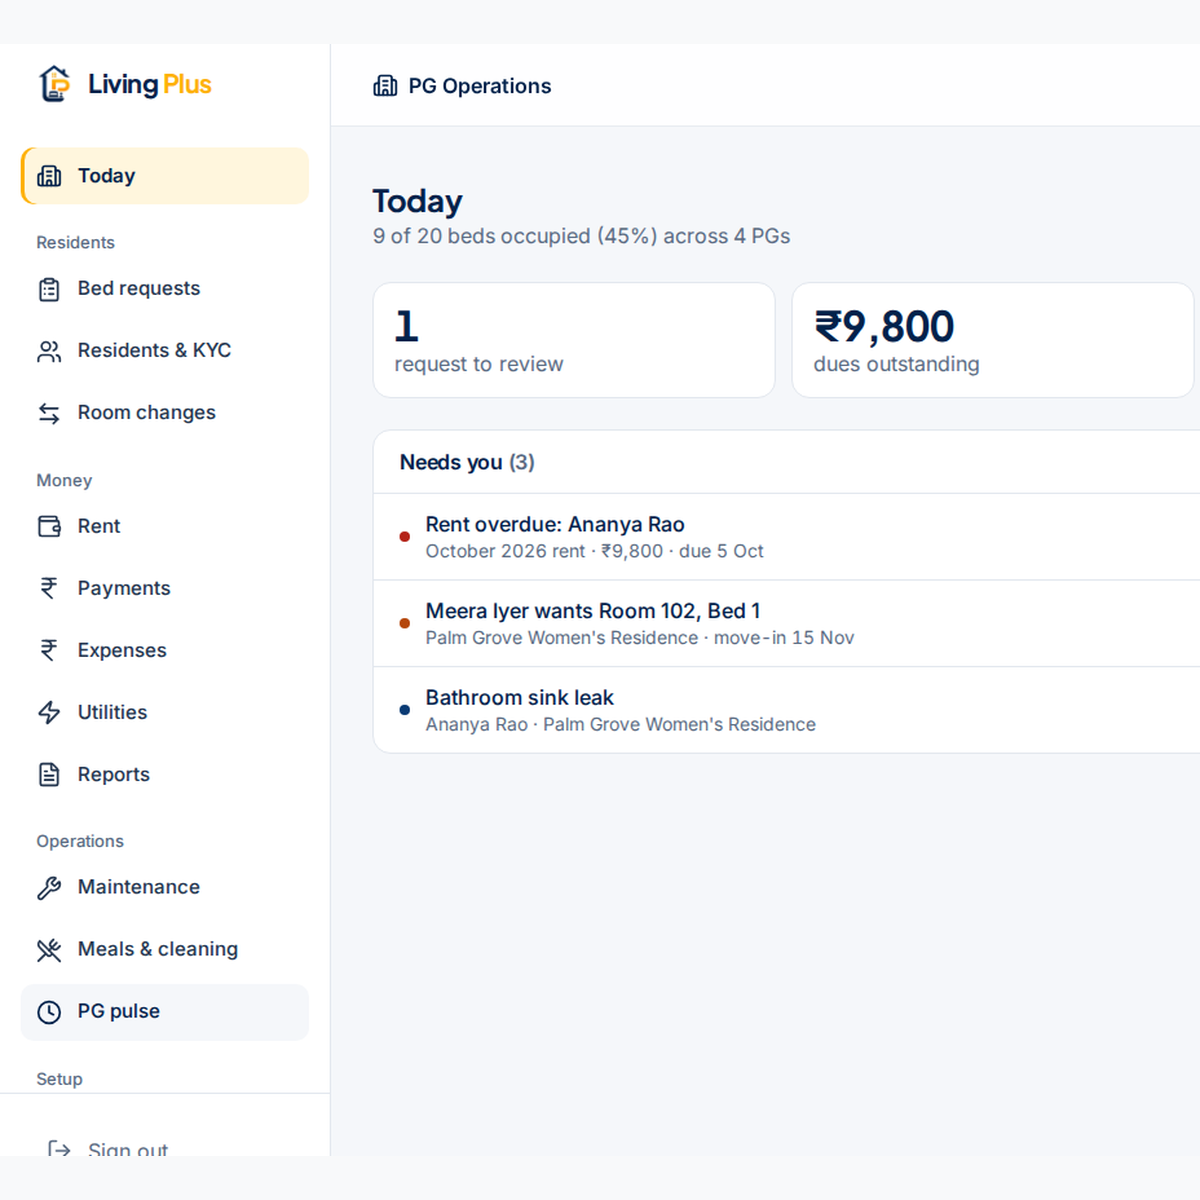 Living Plus
Today
Residents
Bed requests
Residents & KYC
Room changes
Money
Rent
Payments
Expenses
Utilities
Reports
Operations
Maintenance
Meals & cleaning
PG pulse
Setup
Sign out
PG Operations
Today
9 of 20 beds occupied (45%) across 4 PGs
1
request to review
₹9,800
dues outstanding
Needs you (3)
Rent overdue: Ananya Rao
October 2026 rent · ₹9,800 · due 5 Oct
Meera Iyer wants Room 102, Bed 1
Palm Grove Women's Residence · move-in 15 Nov
Bathroom sink leak
Ananya Rao · Palm Grove Women's Residence